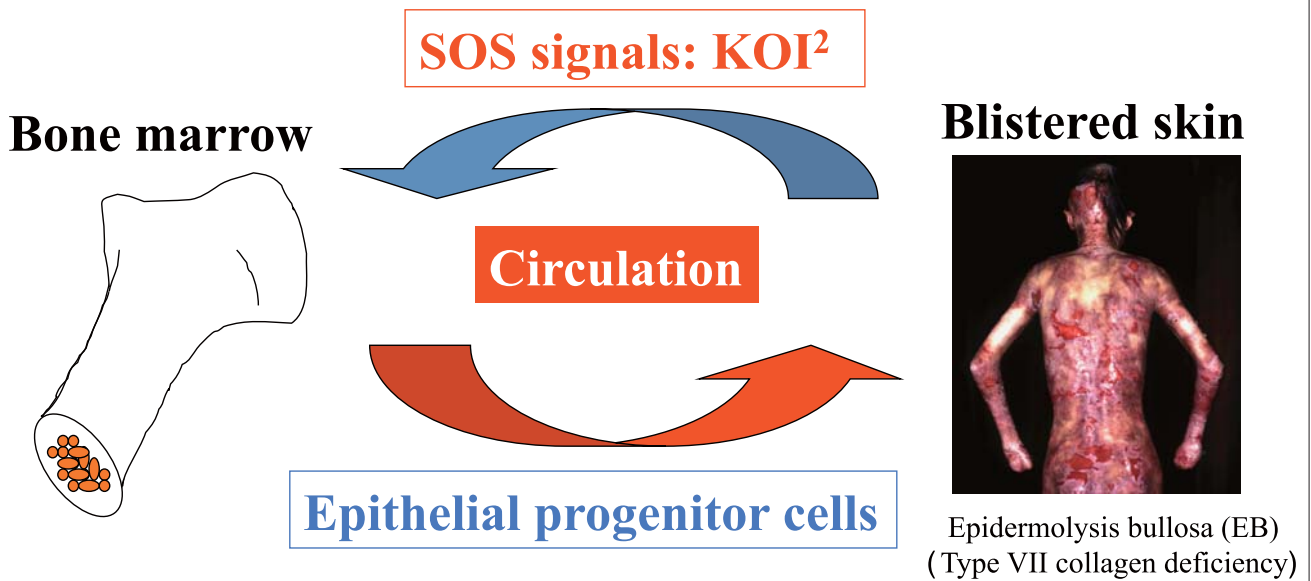 SOS signals: KOI²
Bone marrow
Blistered skin
Circulation
Epithelial progenitor cells
Epidermolysis bullosa (EB)
(Type VII collagen deficiency)